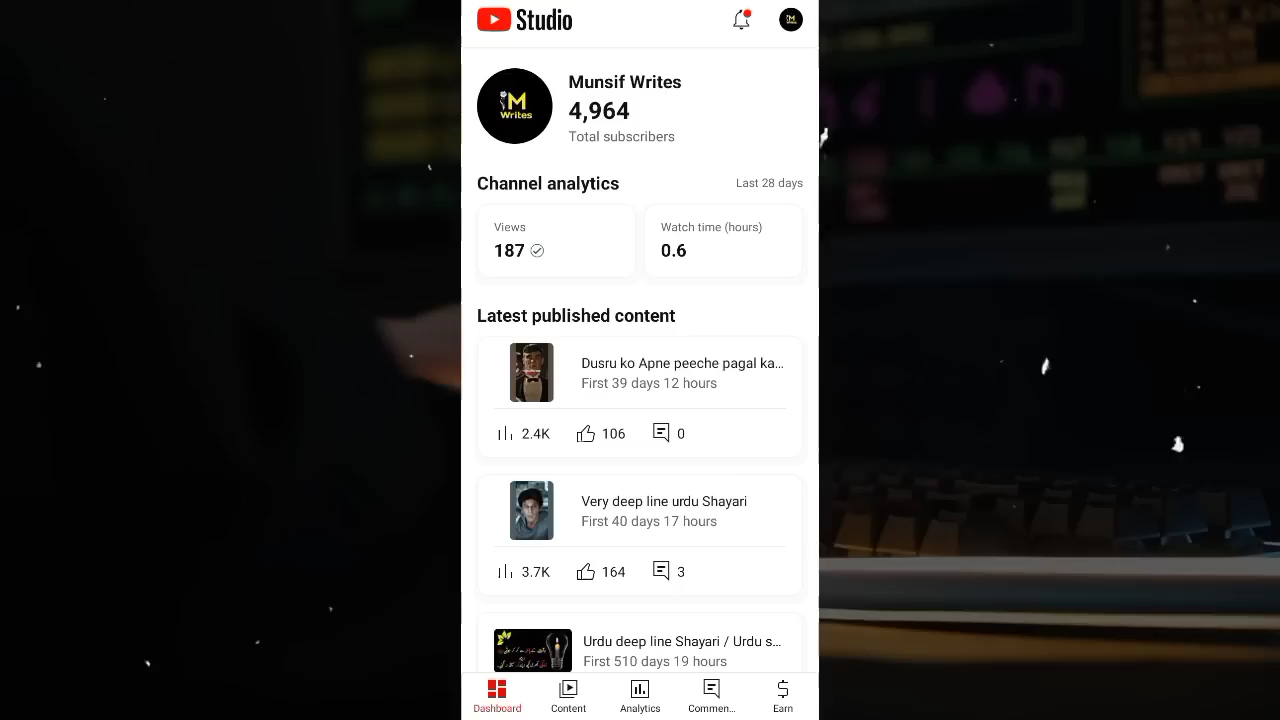 Studio
M
Writes
Munsif Writes
4,964
Total subscribers
Channel analytics
Last 28 days
Views
187
Watch time (hours)
0.6
Latest published content
Dusru ko Apne peeche pagal ka...
First 39 days 12 hours
2.4K 106 0
Very deep line urdu Shayari
First 40 days 17 hours
3.7K 164 3
Urdu deep line Shayari / Urdu s...
First 510 days 19 hours
Dashboard Content Analytics Commen... Earn